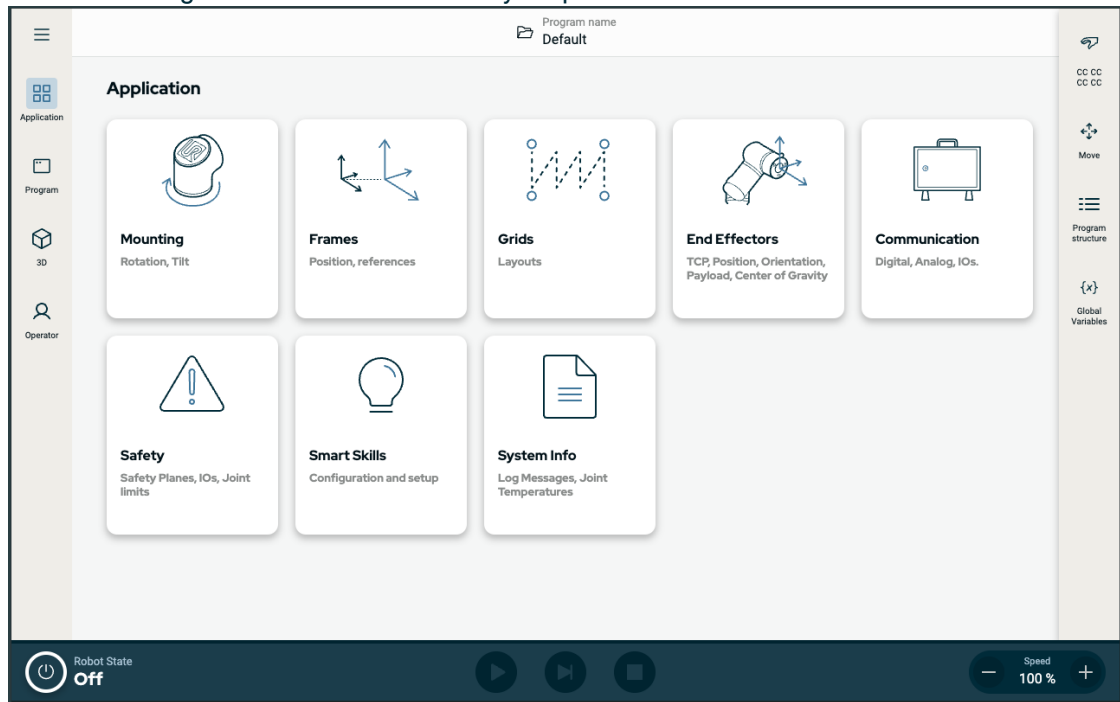 Program name
Default
CC CC
CC CC
Application
Application
Mounting
Rotation, Tilt
Frames
Position, references
Grids
Layouts
End Effectors
TCP, Position, Orientation,
Payload, Center of Gravity
Communication
Digital, Analog, IOs.
Move
Program
Program
structure
3D
Global
Variables
Operator
Safety
Safety Planes, IOs, Joint
limits
Smart Skills
Configuration and setup
System Info
Log Messages, Joint
Temperatures
Robot State
Off
Speed
100 %